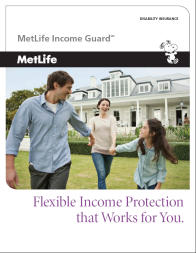 DISABILITY INSURANCE
MetLife Income Guard℠
MetLife
Flexible Income Protection
that Works for You.